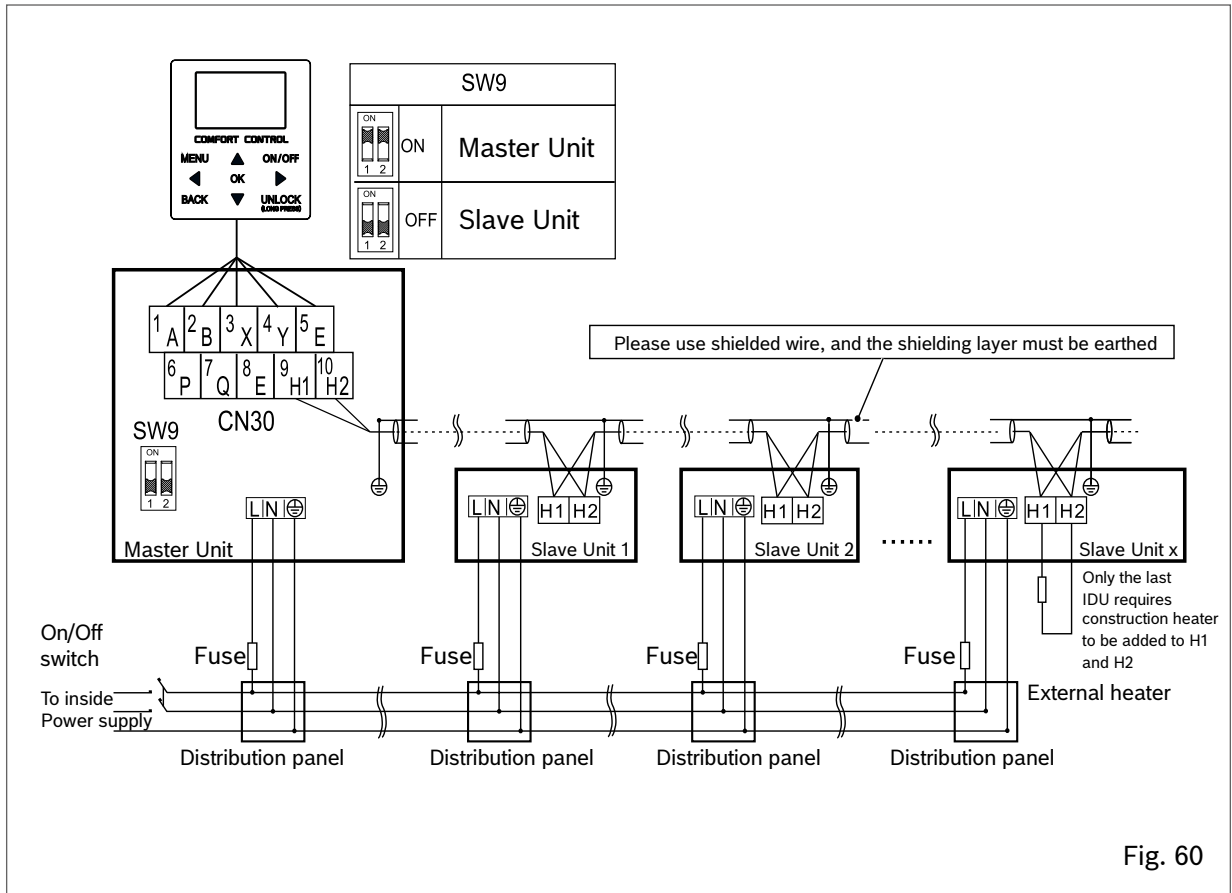 SW9
ON
1 2
ON
Master Unit
ON
1 2
OFF
Slave Unit
COMFORT CONTROL
MENU
ON/OFF
OK
BACK
UNLOCK
(LONG PRESS)
1 A
2 B
3 X
4 Y
5 E
6 P
7 Q
8 E
9 H1
10 H2
CN30
SW9
ON
1 2
L N
Master Unit
Please use shielded wire, and the shielding layer must be earthed
L N
H1 H2
Slave Unit 1
L N
H1 H2
Slave Unit 2
......
L N
H1 H2
Slave Unit x
Only the last
IDU requires
construction heater
to be added to H1
and H2
On/Off
switch
Fuse
Fuse
Fuse
Fuse
To inside
Power supply
External heater
Distribution panel
Distribution panel
Distribution panel
Distribution panel
Fig. 60